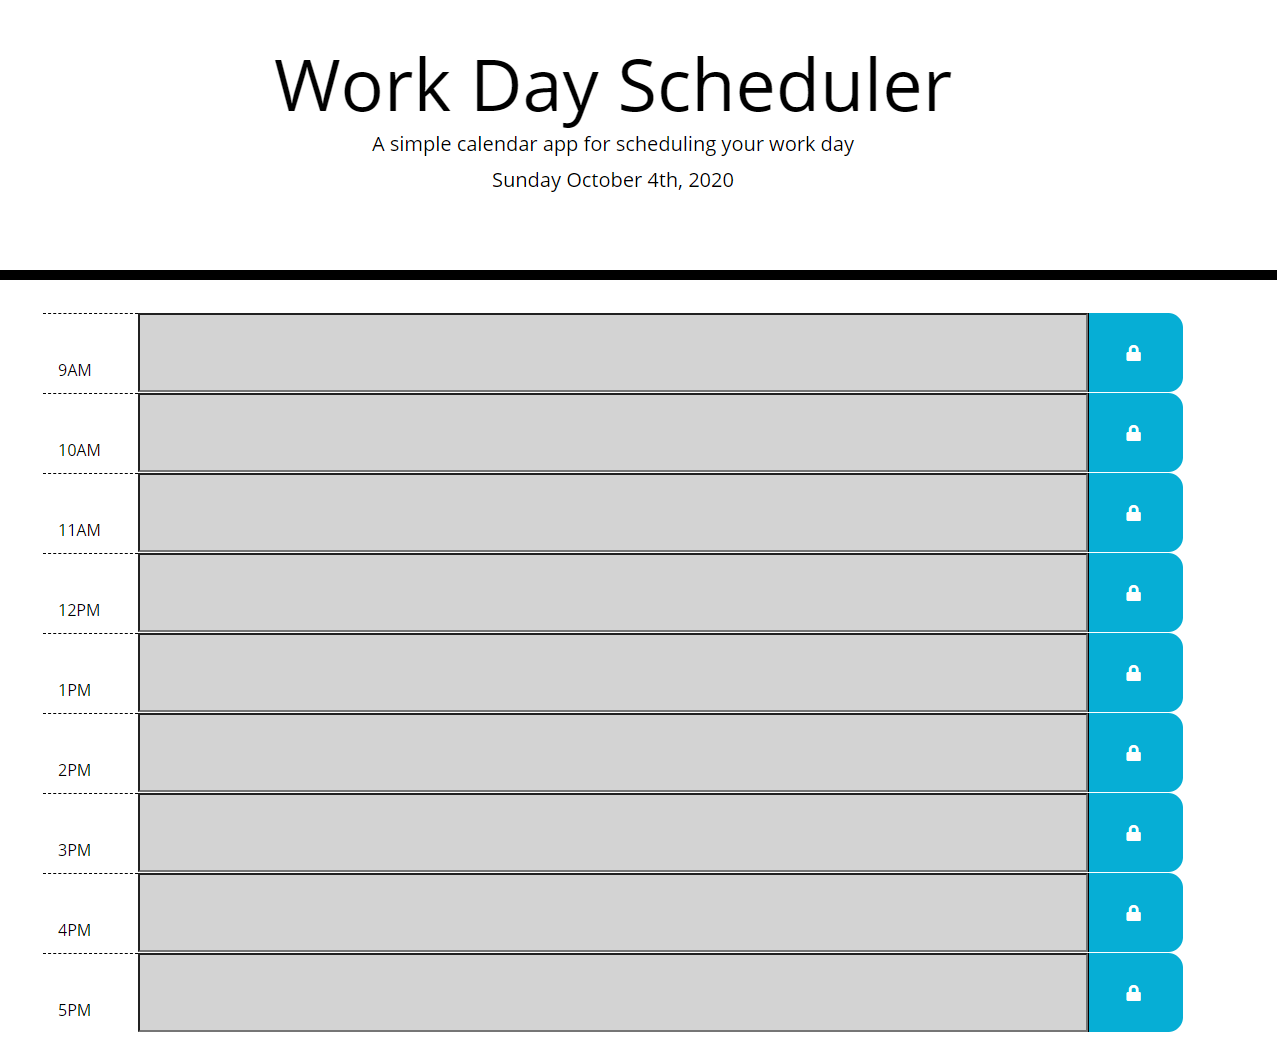 Work Day Scheduler
A simple calendar app for scheduling your work day
Sunday October 4th, 2020
9AM
10AM
11AM
12PM
1PM
2PM
3PM
4PM
5PM